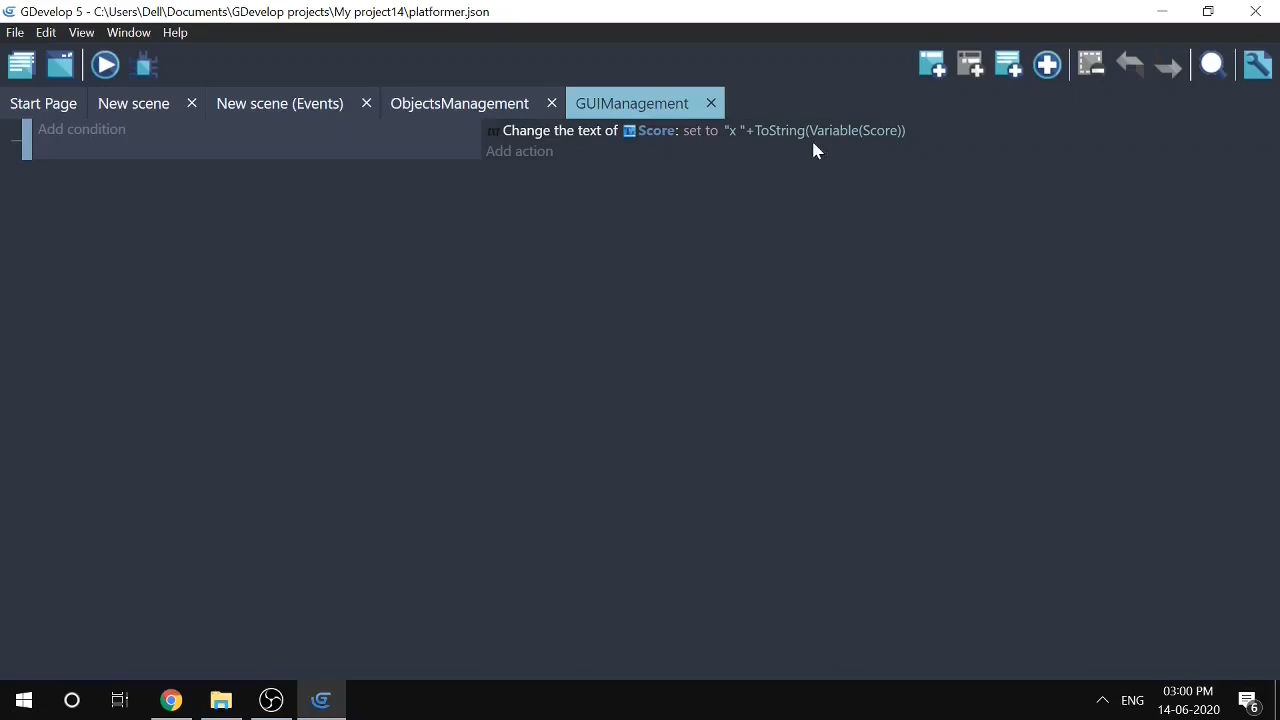 GDevelop 5 - C:\Users\Dell\Documents\GDevelop projects\My project14\platformer.json
File Edit View Window Help
Start Page New scene New scene (Events) ObjectsManagement GUIManagement
Add condition
Change the text of Score: set to "x "+ToString(Variable(Score))
Add action
ENG
03:00 PM
14-06-2020
6